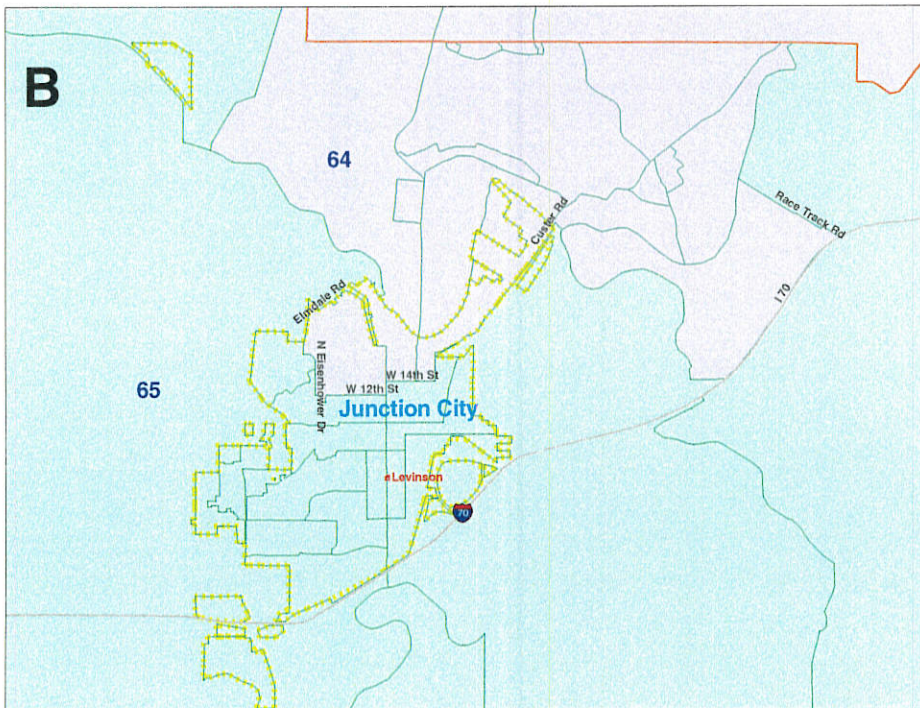 B
64
Race Track Rd
Custer Rd
I 70
Elmdale Rd
N Eisenhower Dr
W 14th St
W 12th St
65
Junction City
Levinson
70